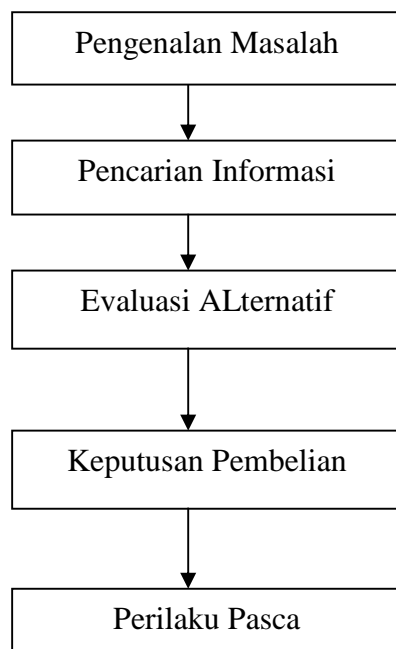 Pengenalan Masalah
Pencarian Informasi
Evaluasi ALternatif
Keputusan Pembelian
Perilaku Pasca